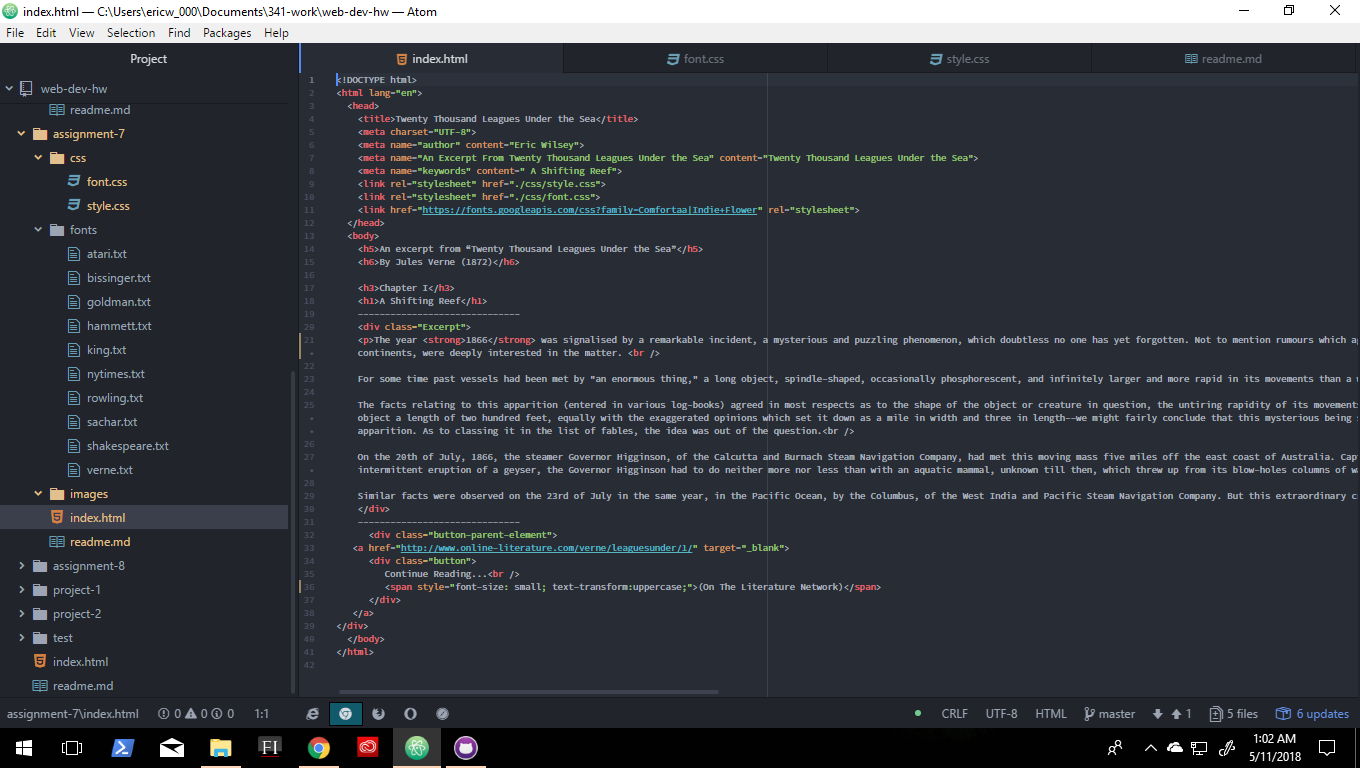 index.html — C:\Users\ericw_000\Documents\341-work\web-dev-hw — Atom
File Edit View Selection Find Packages Help
Project
index.html font.css style.css readme.md
web-dev-hw
readme.md
assignment-7
css
font.css
style.css
fonts
atari.txt
bissinger.txt
goldman.txt
hammett.txt
king.txt
nytimes.txt
rowling.txt
sachar.txt
shakespeare.txt
verne.txt
images
index.html
readme.md
assignment-8
project-1
project-2
test
index.html
readme.md
1 <!DOCTYPE html>
2 <html lang="en">
3 <head>
4 <title>Twenty Thousand Leagues Under the Sea</title>
5 <meta charset="UTF-8">
6 <meta name="author" content="Eric Wilsey">
7 <meta name="An Excerpt From Twenty Thousand Leagues Under the Sea" content="Twenty Thousand Leagues Under the Sea">
8 <meta name="keywords" content=" A Shifting Reef">
9 <link rel="stylesheet" href="./css/style.css">
10 <link rel="stylesheet" href="./css/font.css">
11 <link href="https://fonts.googleapis.com/css?family=Comfortaa|Indie+Flower" rel="stylesheet">
12 </head>
13 <body>
14 <h5>An excerpt from “Twenty Thousand Leagues Under the Sea”</h5>
15 <h6>By Jules Verne (1872)</h6>
16
17 <h3>Chapter I</h3>
18 <h1>A Shifting Reef</h1>
19 ------------------------------
20 <div class="Excerpt">
21 <p>The year <strong>1866</strong> was signalised by a remarkable incident, a mysterious and puzzling phenomenon, which doubtless no one has yet forgotten. Not to mention rumours which
• continents, were deeply interested in the matter. <br />
22
23 For some time past vessels had been met by "an enormous thing," a long object, spindle-shaped, occasionally phosphorescent, and infinitely larger and more rapid in its movements than a
24
25 The facts relating to this apparition (entered in various log-books) agreed in most respects as to the shape of the object or creature in question, the untiring rapidity of its movement
• object a length of two hundred feet, equally with the exaggerated opinions which set it down as a mile in width and three in length--we might fairly conclude that this mysterious being
• apparition. As to classing it in the list of fables, the idea was out of the question.<br />
26
27 On the 20th of July, 1866, the steamer Governor Higginson, of the Calcutta and Burnach Steam Navigation Company, had met this moving mass five miles off the east coast of Australia. Cap
• intermittent eruption of a geyser, the Governor Higginson had to do neither more nor less than with an aquatic mammal, unknown till then, which threw up from its blow-holes columns of
28
29 Similar facts were observed on the 23rd of July in the same year, in the Pacific Ocean, by the Columbus, of the West India and Pacific Steam Navigation Company. But this extraordinary
30 </div>
31 ------------------------------
32 <div class="button-parent-element">
33 <a href="http://www.online-literature.com/verne/leaguesunder/1/" target="_blank">
34 <div class="button">
35 Continue Reading...<br />
36 <span style="font-size: small; text-transform:uppercase;">(On The Literature Network)</span>
37 </div>
38 </a>
39 </div>
40 </body>
41 </html>
42
assignment-7\index.html 0 0 0 1:1 CRLF UTF-8 HTML master 1 5 files 6 updates
FI
1:02 AM
5/11/2018